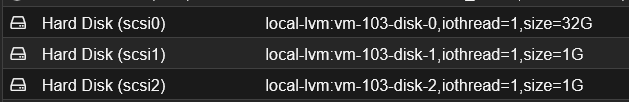 Hard Disk (scsi0) local-lvm:vm-103-disk-0,iothread=1,size=32G
Hard Disk (scsi1) local-lvm:vm-103-disk-1,iothread=1,size=1G
Hard Disk (scsi2) local-lvm:vm-103-disk-2,iothread=1,size=1G